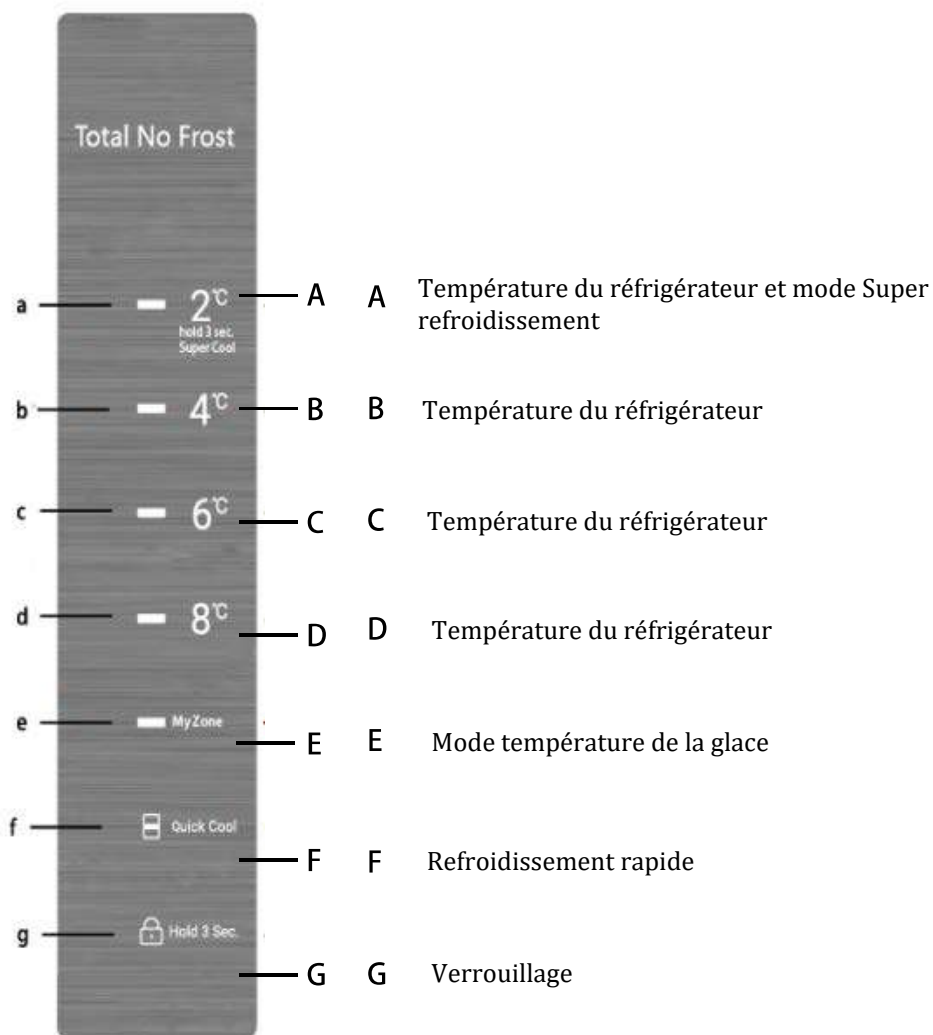 Total No Frost
a 2°C A A Température du réfrigérateur et mode Super
refroidissement
hold 3 sec.
Super Cool
b 4°C B B Température du réfrigérateur
c 6°C C C Température du réfrigérateur
d 8°C D D Température du réfrigérateur
e My Zone E E Mode température de la glace
f Quick Cool F F Refroidissement rapide
g Hold 3 Sec. G G Verrouillage